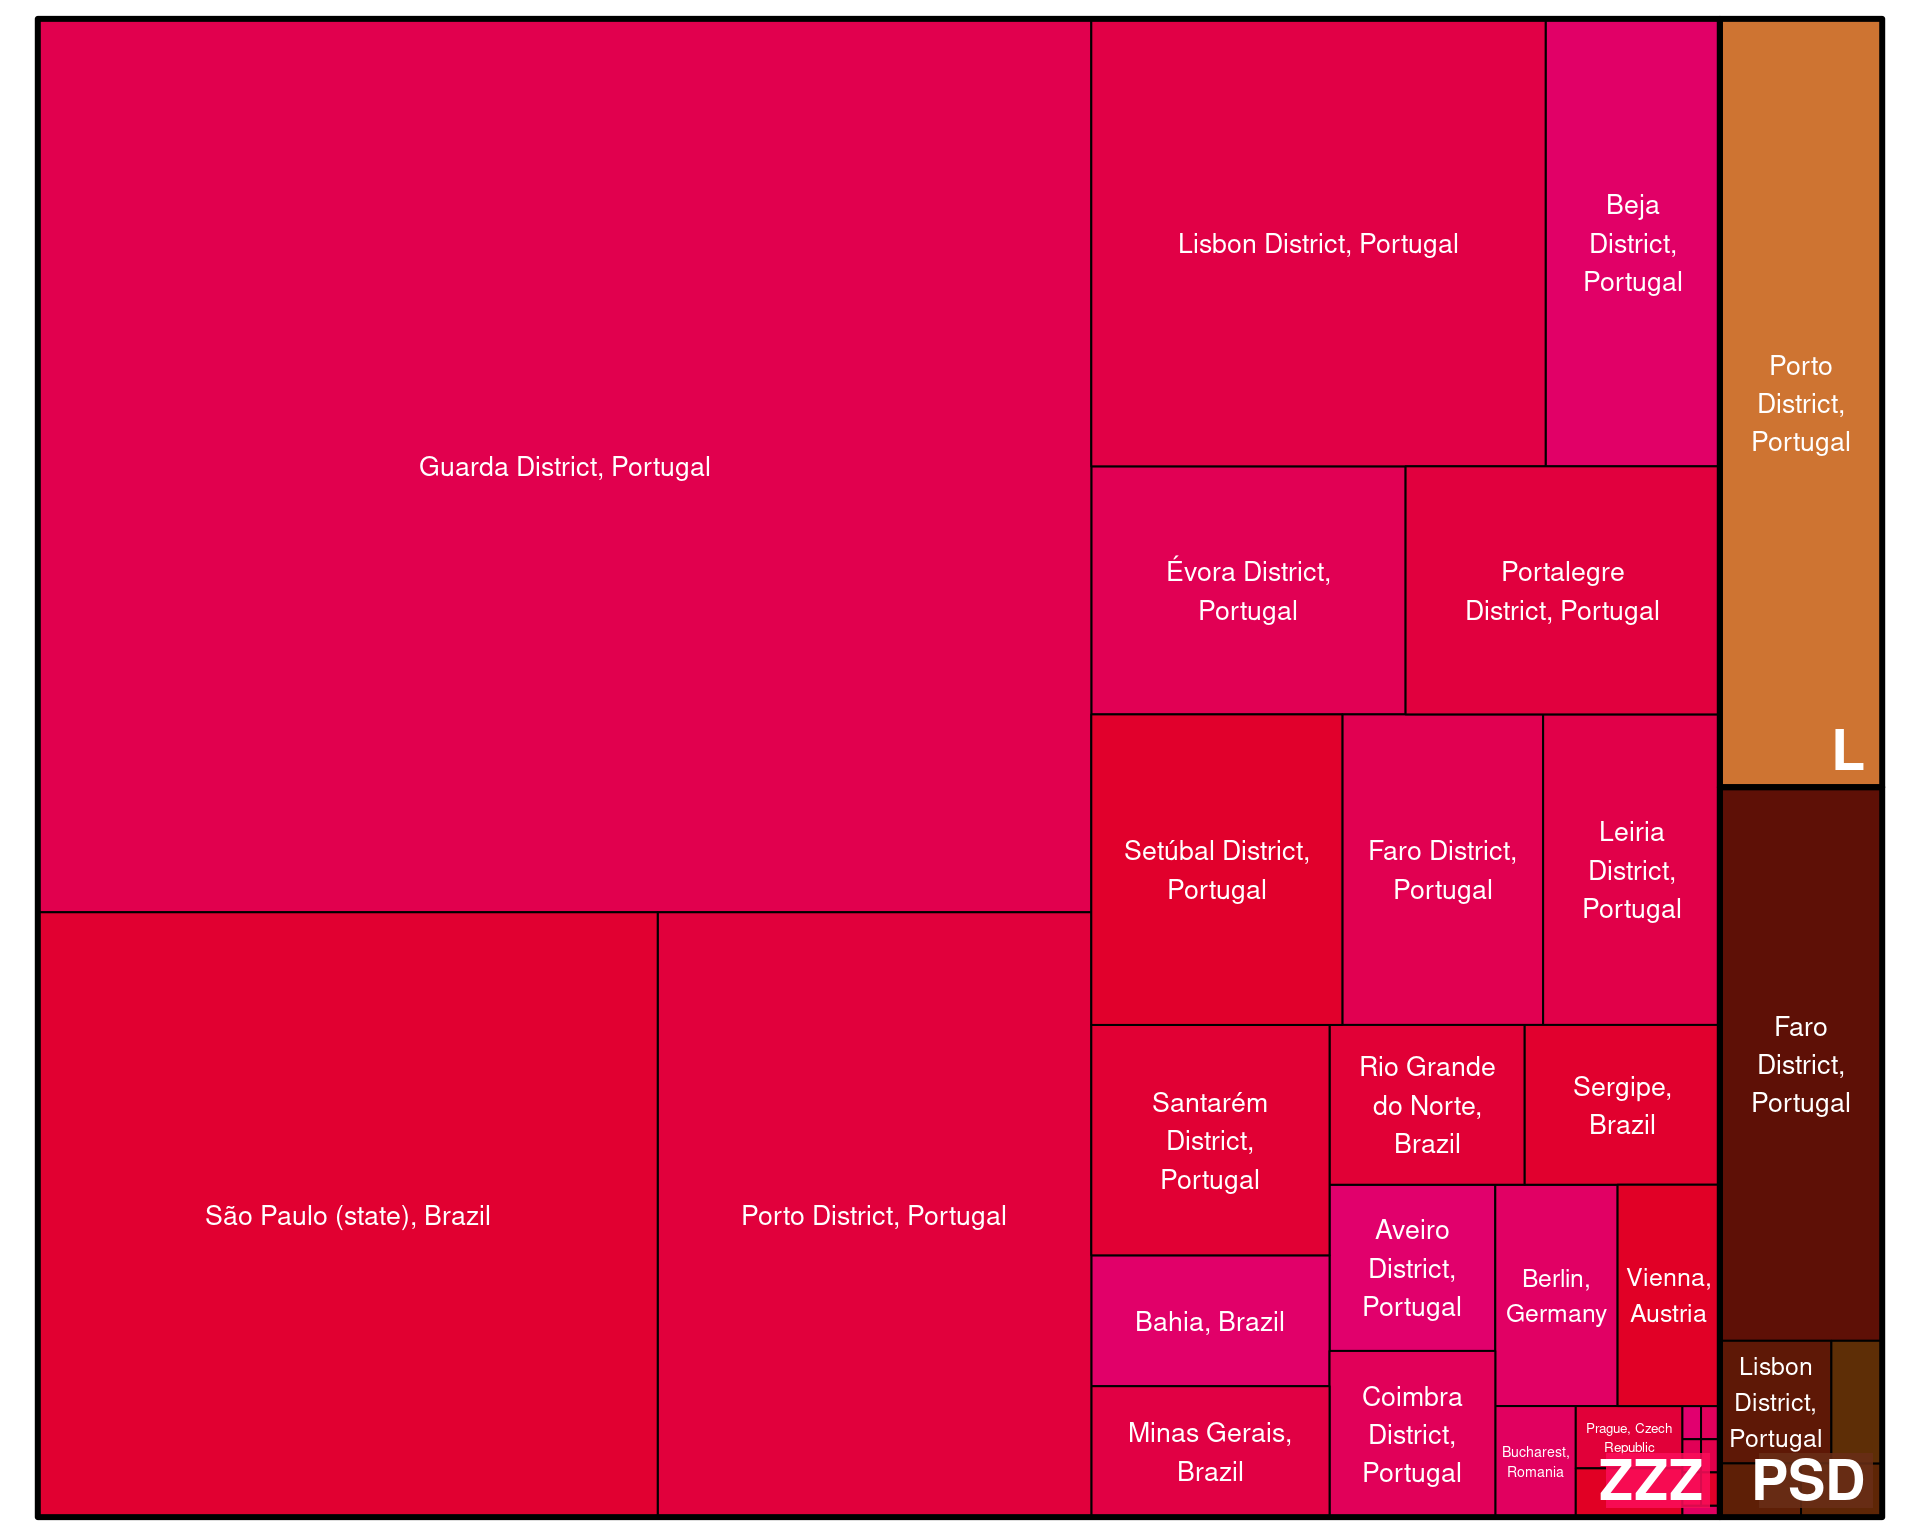 Guarda District, Portugal
São Paulo (state), Brazil
Porto District, Portugal
Lisbon District, Portugal
Beja
District,
Portugal
Évora District,
Portugal
Portalegre
District, Portugal
Setúbal District,
Portugal
Faro District,
Portugal
Leiria
District,
Portugal
Santarém
District,
Portugal
Rio Grande
do Norte,
Brazil
Sergipe,
Brazil
Bahia, Brazil
Minas Gerais,
Brazil
Aveiro
District,
Portugal
Coimbra
District,
Portugal
Berlin,
Germany
Vienna,
Austria
Bucharest,
Romania
Prague, Czech
Republic
ZZZ
Porto
District,
Portugal
L
Faro
District,
Portugal
Lisbon
District,
Portugal
PSD